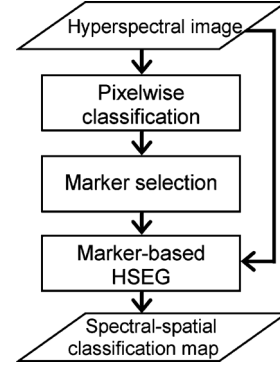 Hyperspectral image
Pixelwise
classification
Marker selection
Marker-based
HSEG
Spectral-spatial
classification map